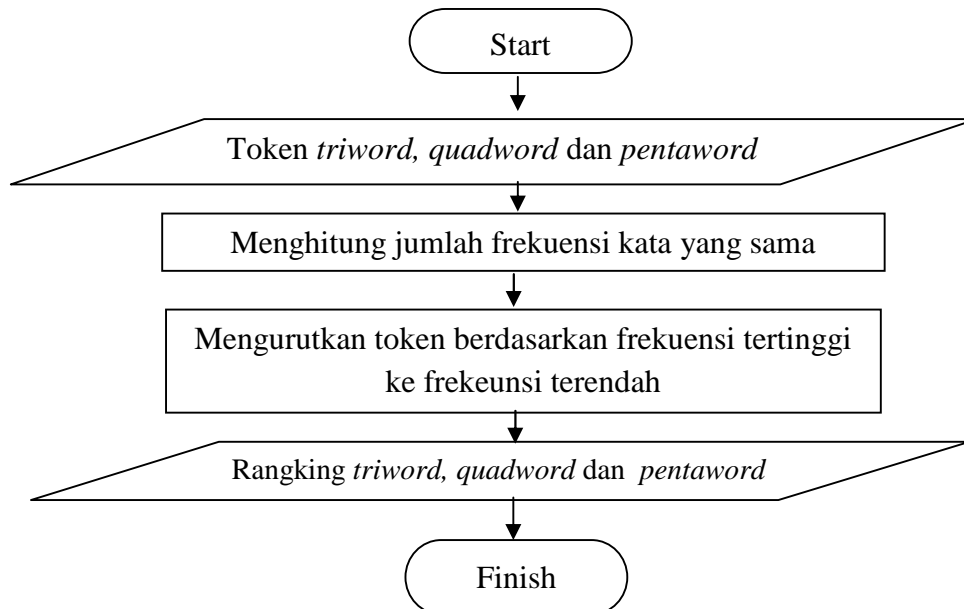 Start
Token triword, quadword dan pentaword
Menghitung jumlah frekuensi kata yang sama
Mengurutkan token berdasarkan frekuensi tertinggi
ke frekeunsi terendah
Rangking triword, quadword dan pentaword
Finish